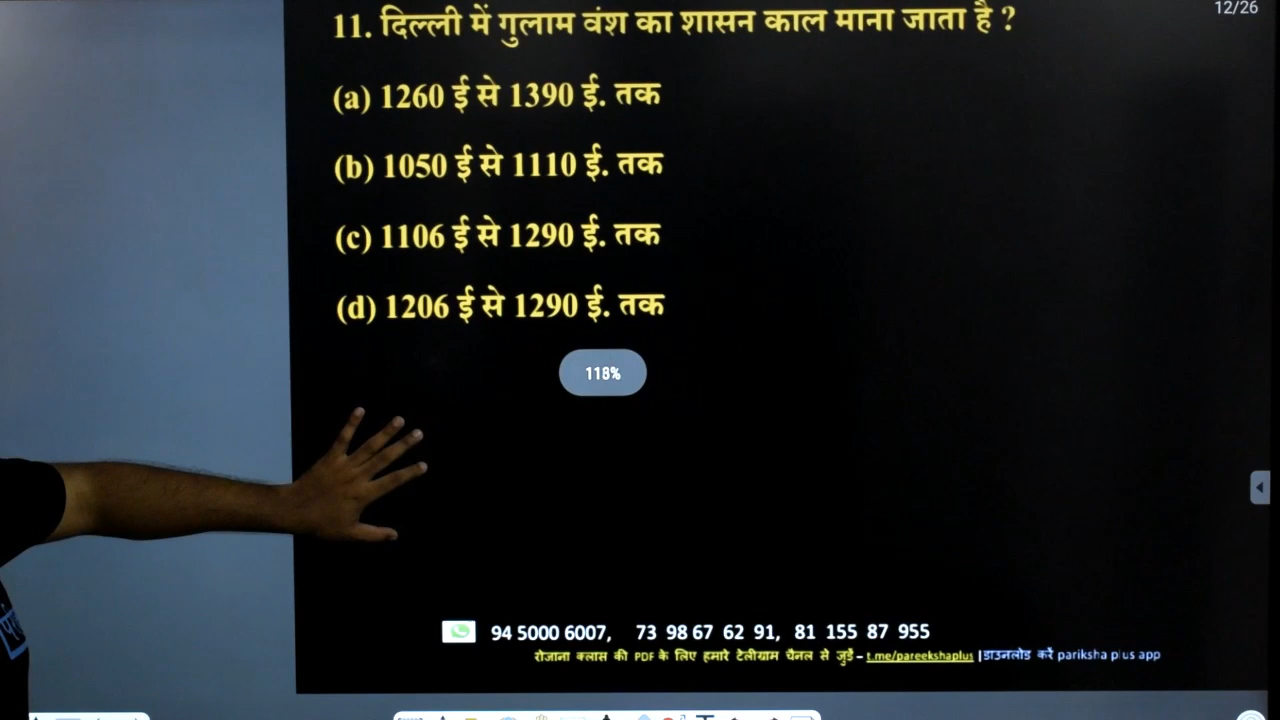 12/26
11. दिल्ली में गुलाम वंश का शासन काल माना जाता है ?
(a) 1260 ई से 1390 ई. तक
(b) 1050 ई से 1110 ई. तक
(c) 1106 ई से 1290 ई. तक
(d) 1206 ई से 1290 ई. तक
118%
94 5000 6007, 73 98 67 62 91, 81 155 87 955
रोजाना क्लास की PDF के लिए हमारे टेलीग्राम चैनल से जुड़ें – t.me/pareekshaplus | डाउनलोड करें pariksha plus app